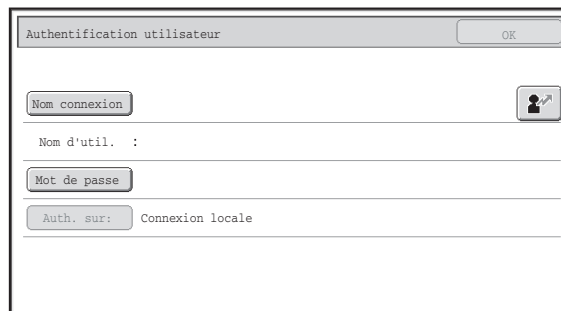 Authentification utilisateur OK
Nom connexion
Nom d'util. :
Mot de passe
Auth. sur: Connexion locale